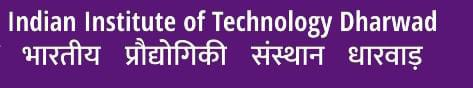 Indian Institute of Technology Dharwad
भारतीय प्रौद्योगिकी संस्थान धारवाड़